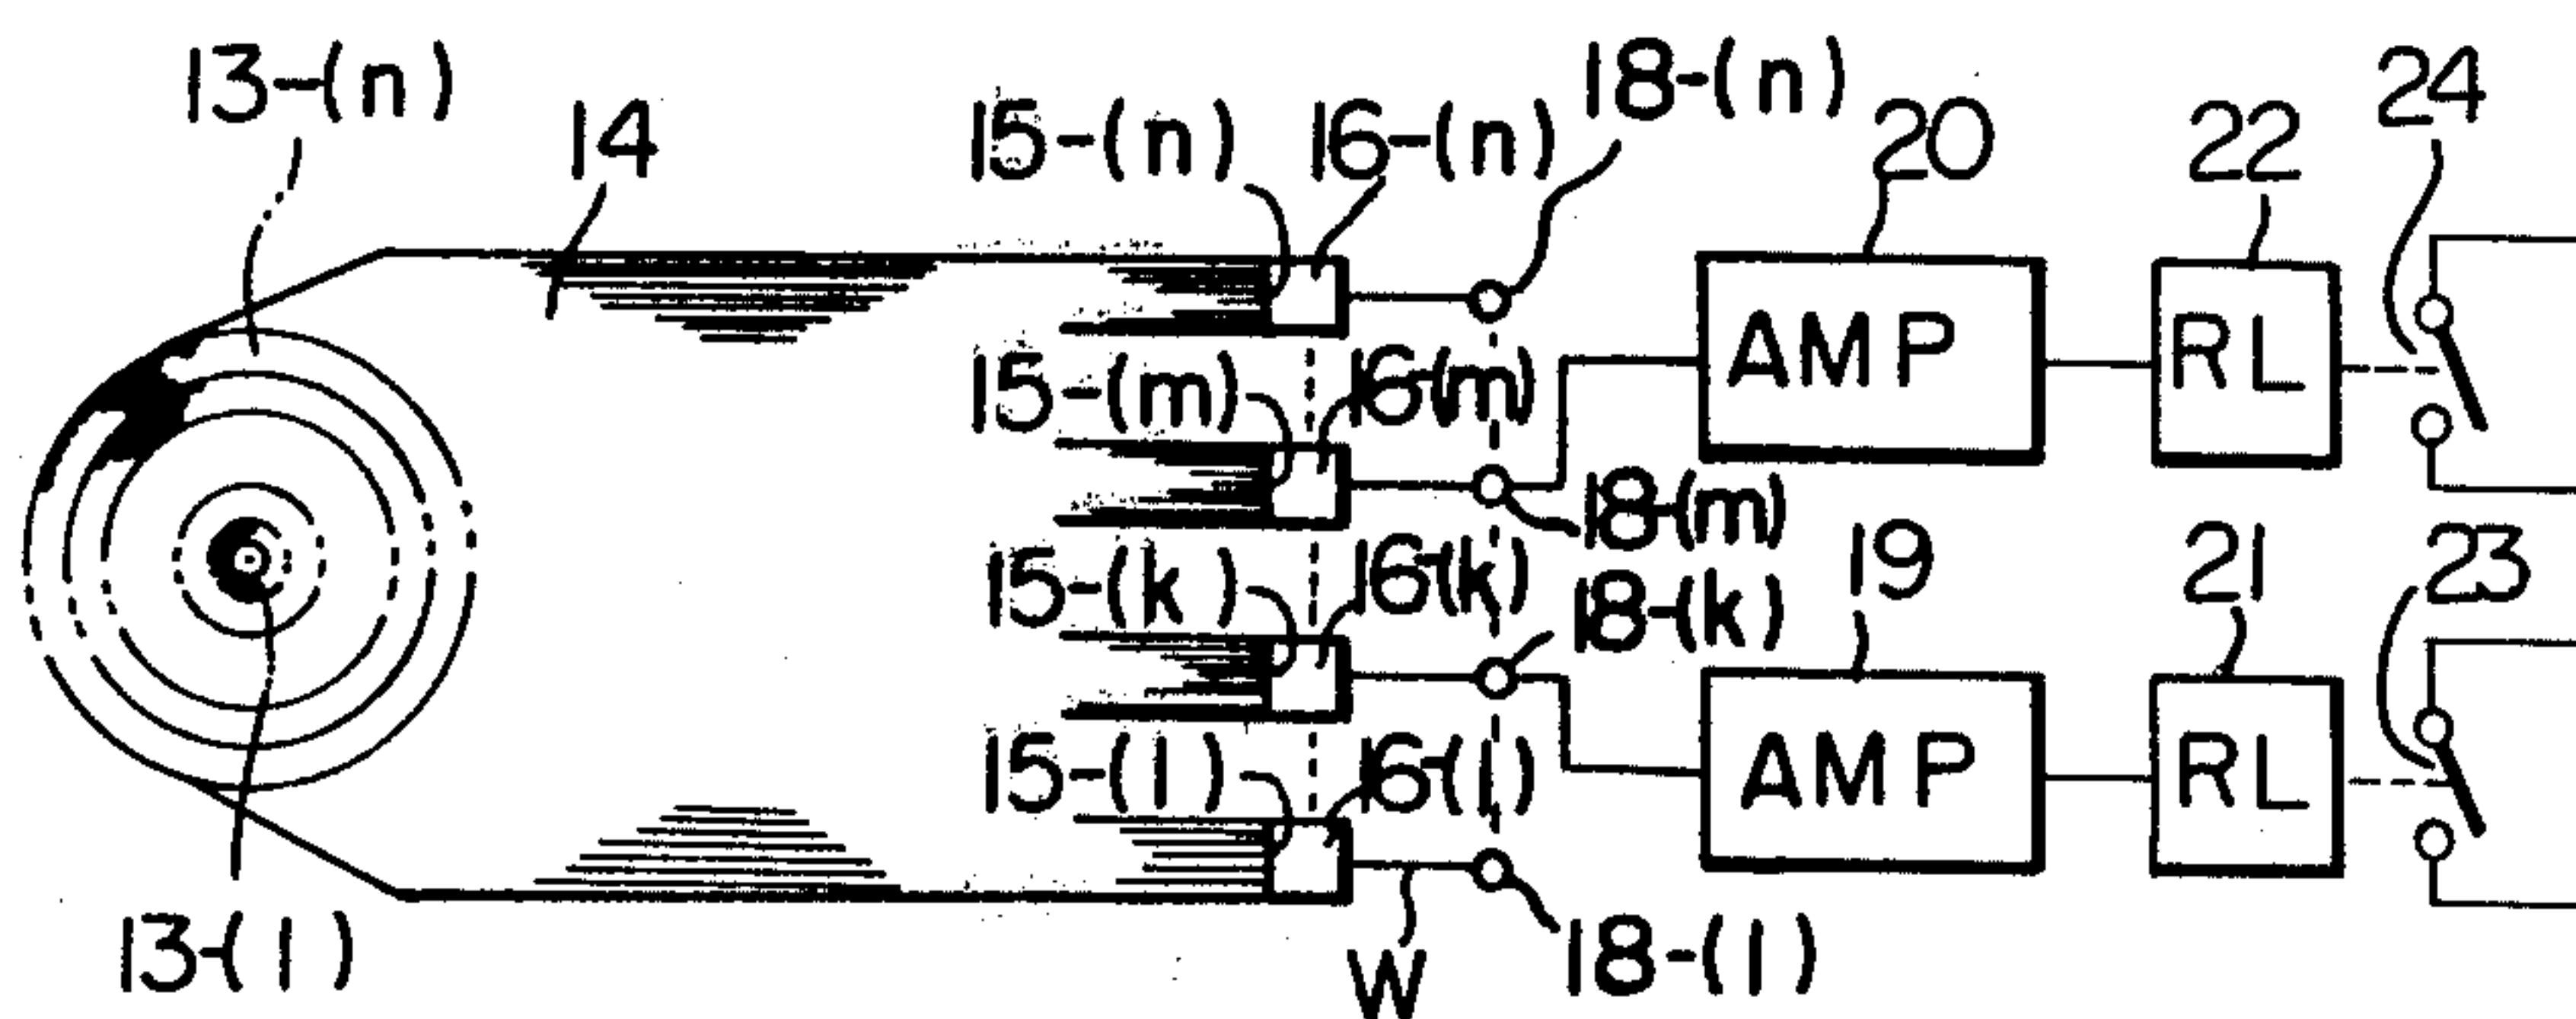 13-(n)
14
15-(n)
16-(n)
18-(n)
20
22
24
AMP
RL
15-(m)
16-(m)
18-(m)
15-(k)
16-(k)
18-(k)
19
21
23
AMP
RL
15-(1)
16-(1)
13-(1)
W
18-(1)